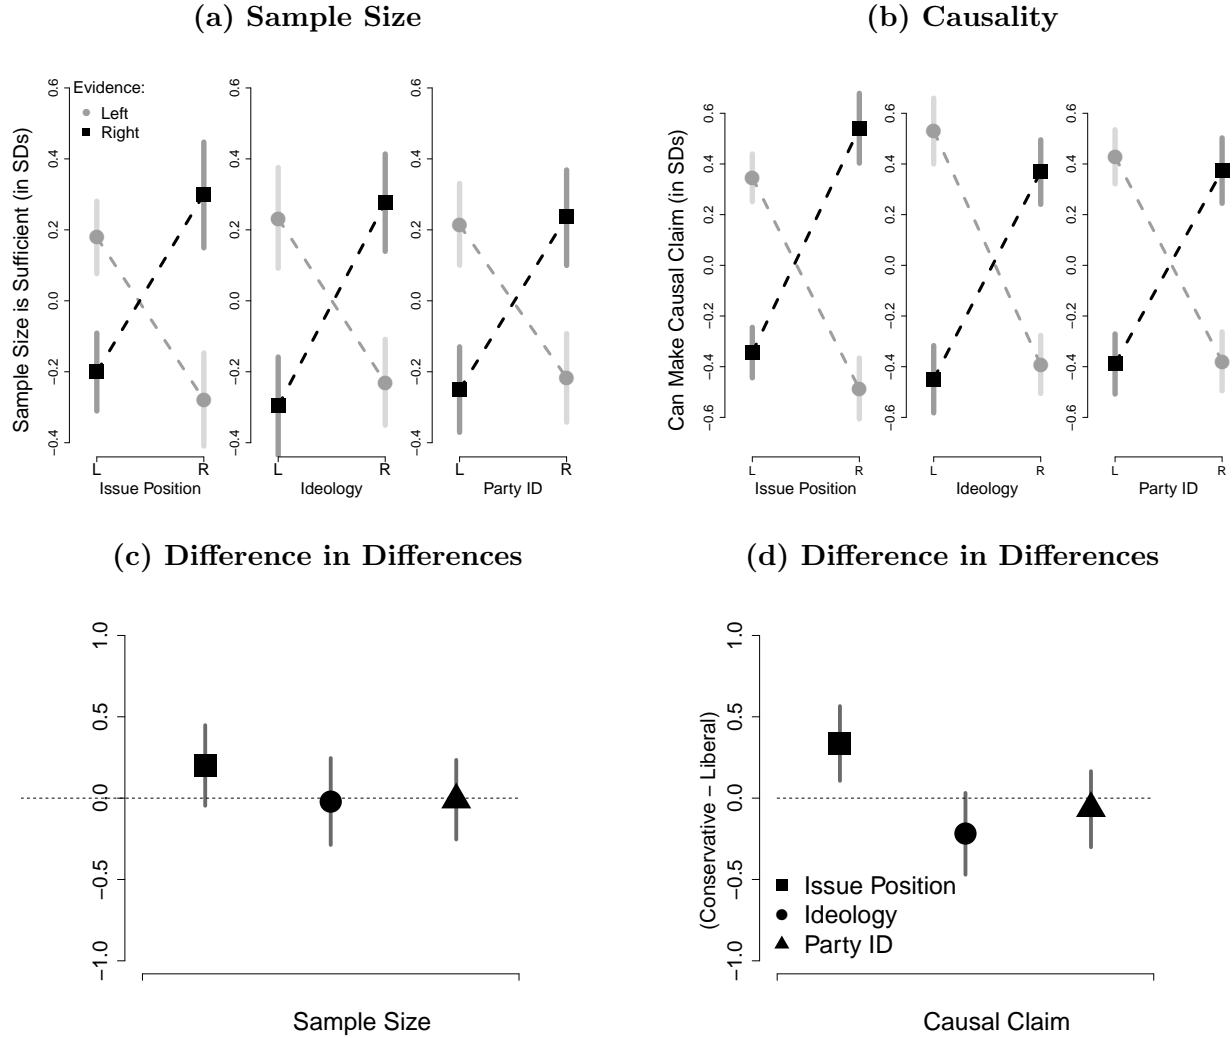 (a) Sample Size
(b) Causality
Sample Size is Sufficient (in SDs)
0.6
0.4
0.2
0.0
−0.2
−0.4
Evidence:
Left
Right
L R
Issue Position
0.6
0.4
0.2
0.0
−0.2
−0.4
L R
Ideology
0.6
0.4
0.2
0.0
−0.2
−0.4
L R
Party ID
Can Make Causal Claim (in SDs)
0.6
0.4
0.2
0.0
−0.2
−0.4
−0.6
L R
Issue Position
0.6
0.4
0.2
0.0
−0.2
−0.4
−0.6
L R
Ideology
0.6
0.4
0.2
0.0
−0.2
−0.4
−0.6
L R
Party ID
(c) Difference in Differences
(d) Difference in Differences
1.0
0.5
0.0
−0.5
−1.0
Sample Size
(Conservative − Liberal)
1.0
0.5
0.0
−0.5
−1.0
Issue Position
Ideology
Party ID
Causal Claim